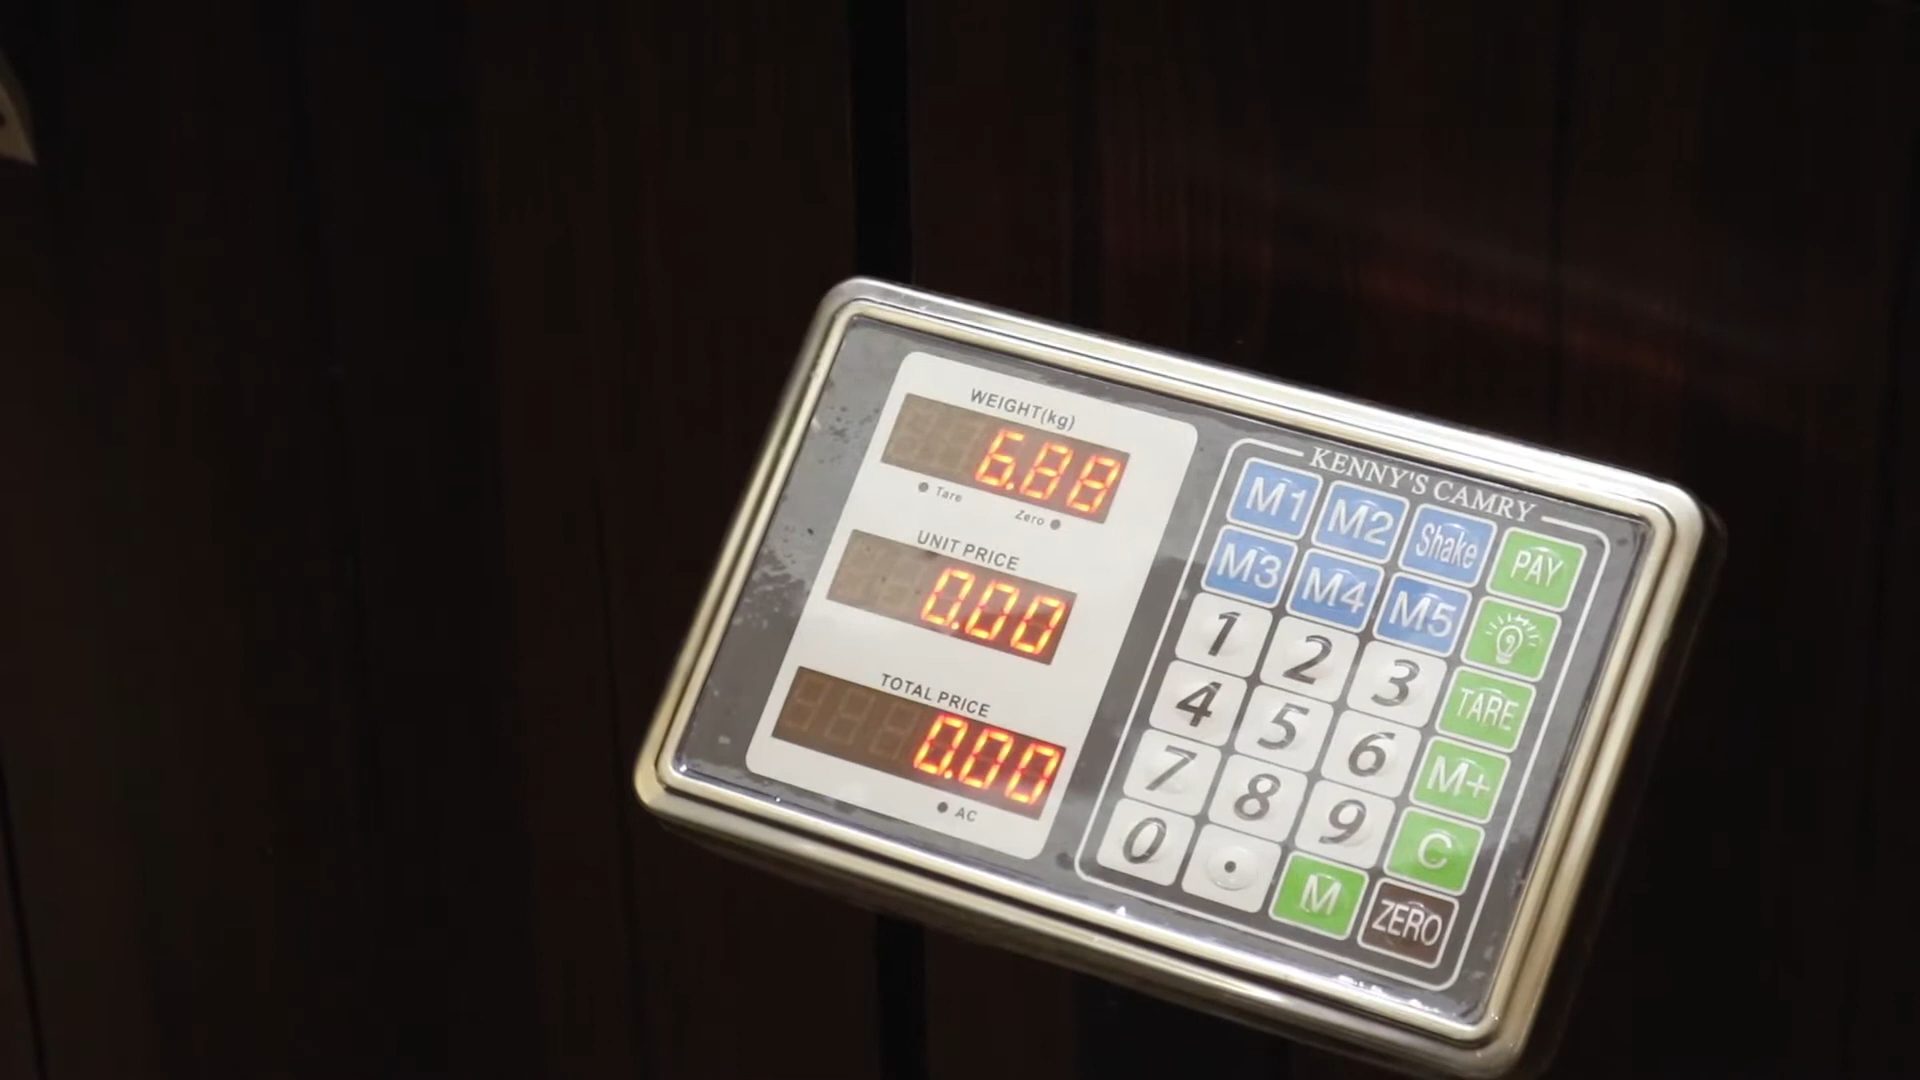 WEIGHT(kg)
6.88
Tare
Zero
UNIT PRICE
0.00
TOTAL PRICE
0.00
AC
KENNY'S CAMRY
M1 M2 Shake PAY
M3 M4 M5
1 2 3 TARE
4 5 6 M+
7 8 9 C
0 . M ZERO